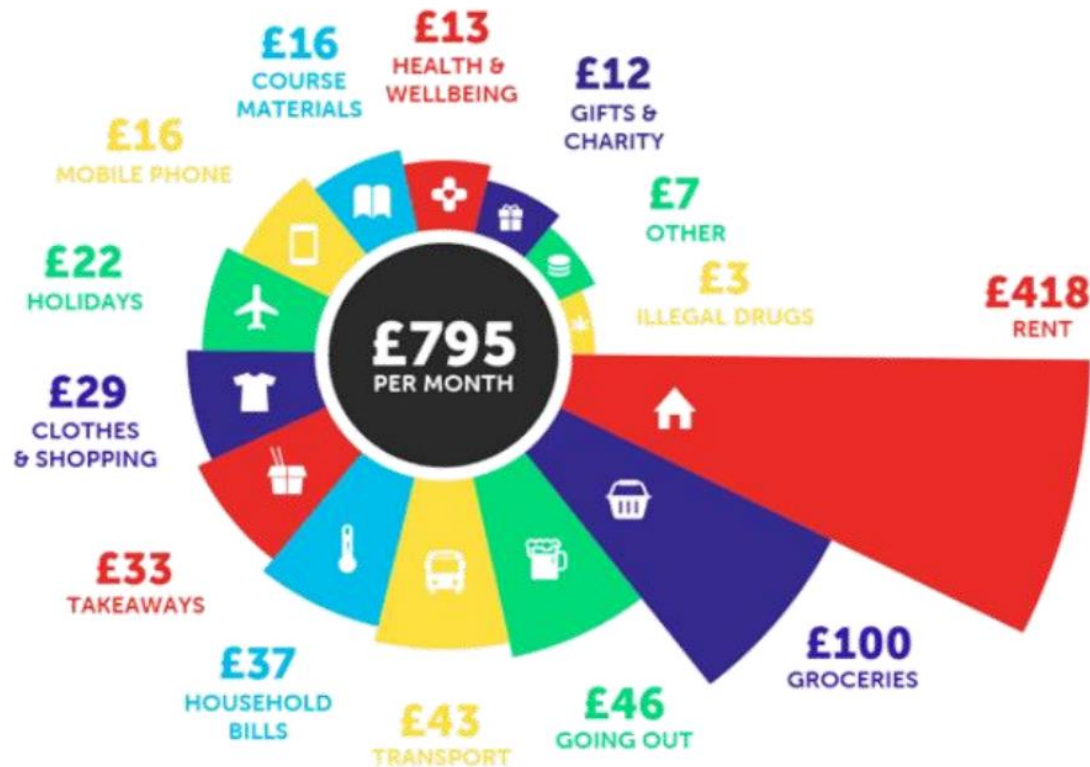 £16
COURSE
MATERIALS
£13
HEALTH &
WELLBEING
£12
GIFTS &
CHARITY
£16
MOBILE PHONE
£7
OTHER
£22
HOLIDAYS
£3
ILLEGAL DRUGS
£418
RENT
£795
PER MONTH
£29
CLOTHES
& SHOPPING
£33
TAKEAWAYS
£100
GROCERIES
£37
HOUSEHOLD
BILLS
£46
GOING OUT
£43
TRANSPORT